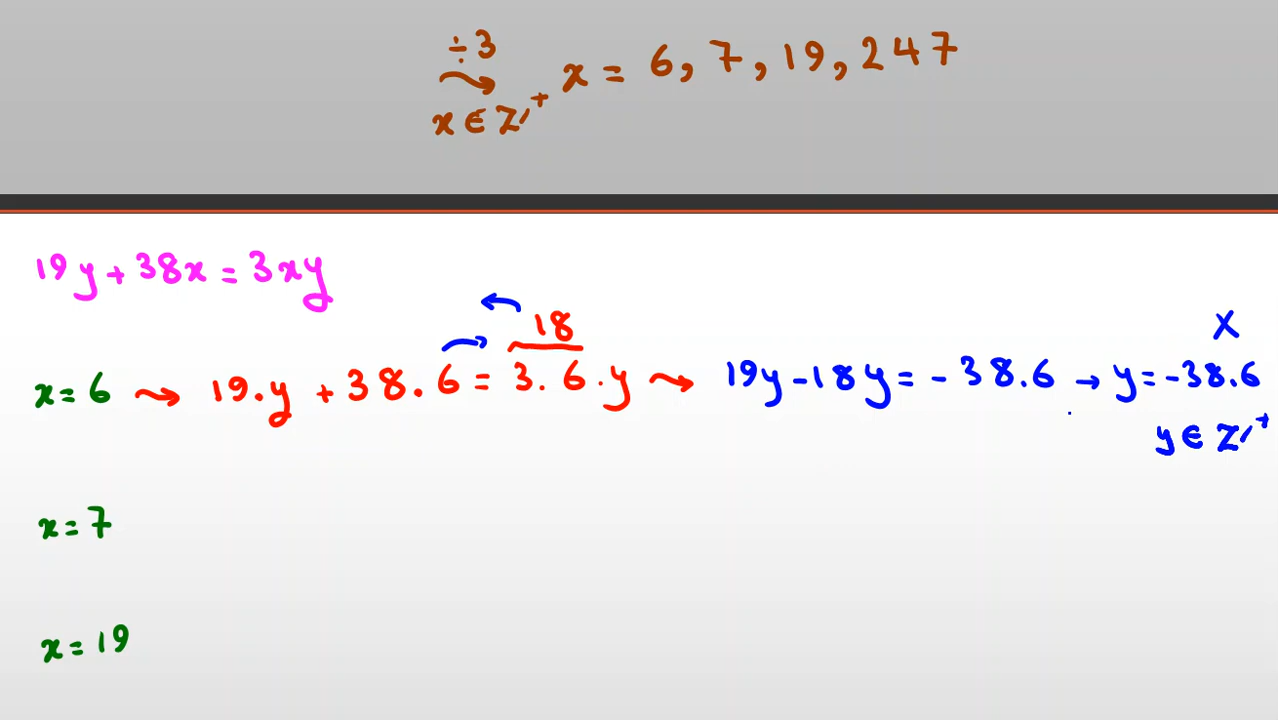 ÷3
x ∈ Z⁺ x = 6, 7, 19, 247
19y + 38x = 3xy
18 X
x = 6 → 19.y + 38.6 = 3.6.y → 19y - 18y = -38.6 → y = -38.6
y ∈ Z⁺
x = 7
x = 19